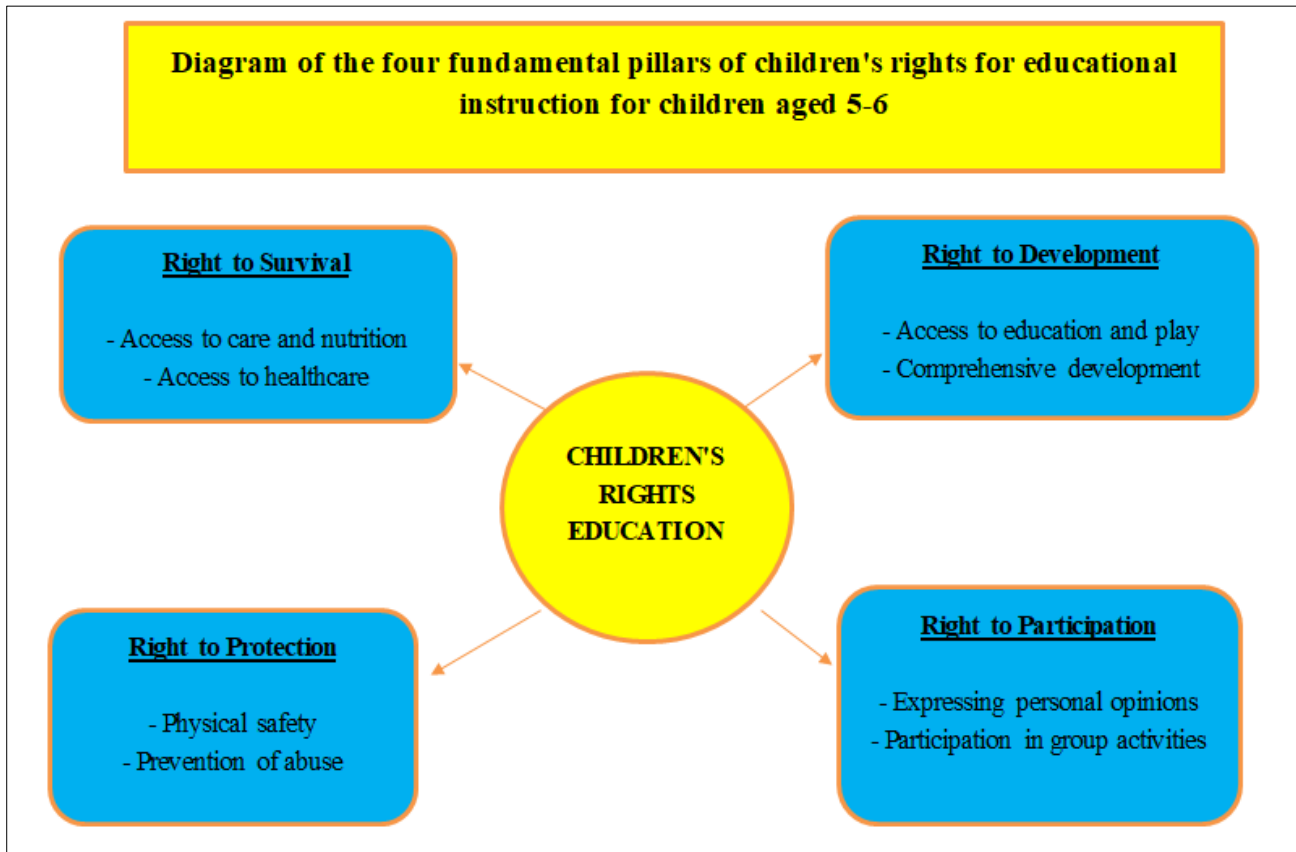 Diagram of the four fundamental pillars of children's rights for educational
instruction for children aged 5-6
Right to Survival
- Access to care and nutrition
- Access to healthcare
Right to Development
- Access to education and play
- Comprehensive development
CHILDREN'S
RIGHTS
EDUCATION
Right to Protection
- Physical safety
- Prevention of abuse
Right to Participation
- Expressing personal opinions
- Participation in group activities